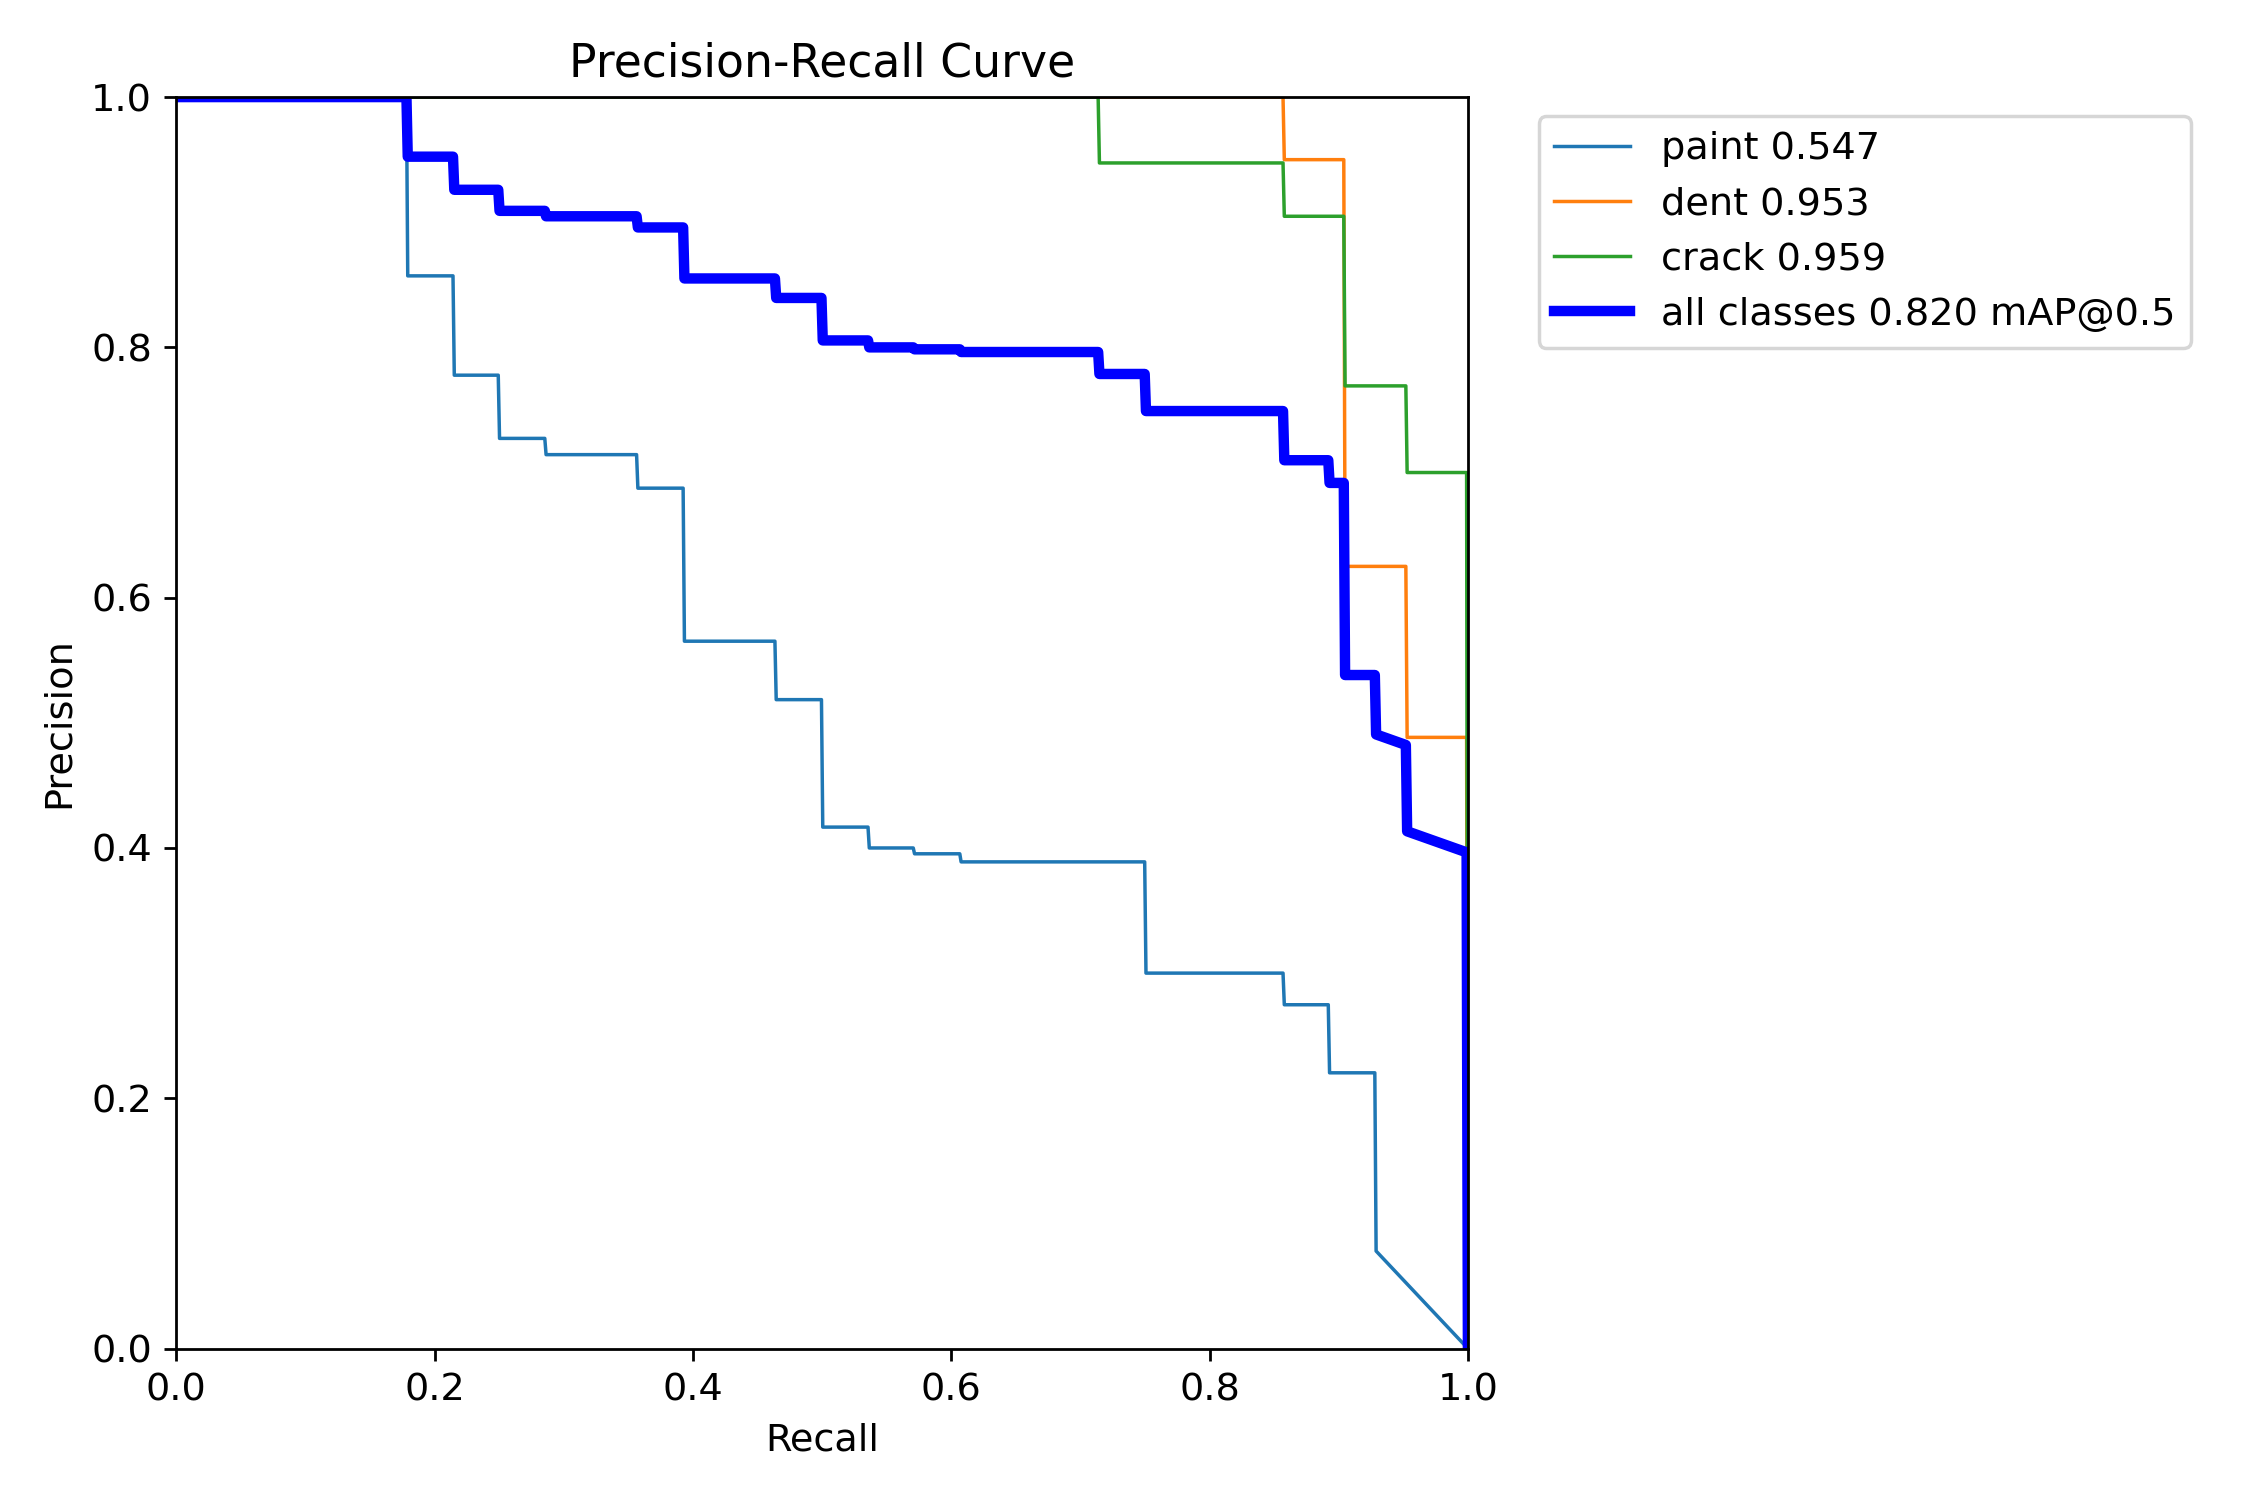 Precision-Recall Curve
1.0
0.8
0.6
0.4
0.2
0.0
Precision
0.0 0.2 0.4 0.6 0.8 1.0
Recall
paint 0.547
dent 0.953
crack 0.959
all classes 0.820 mAP@0.5